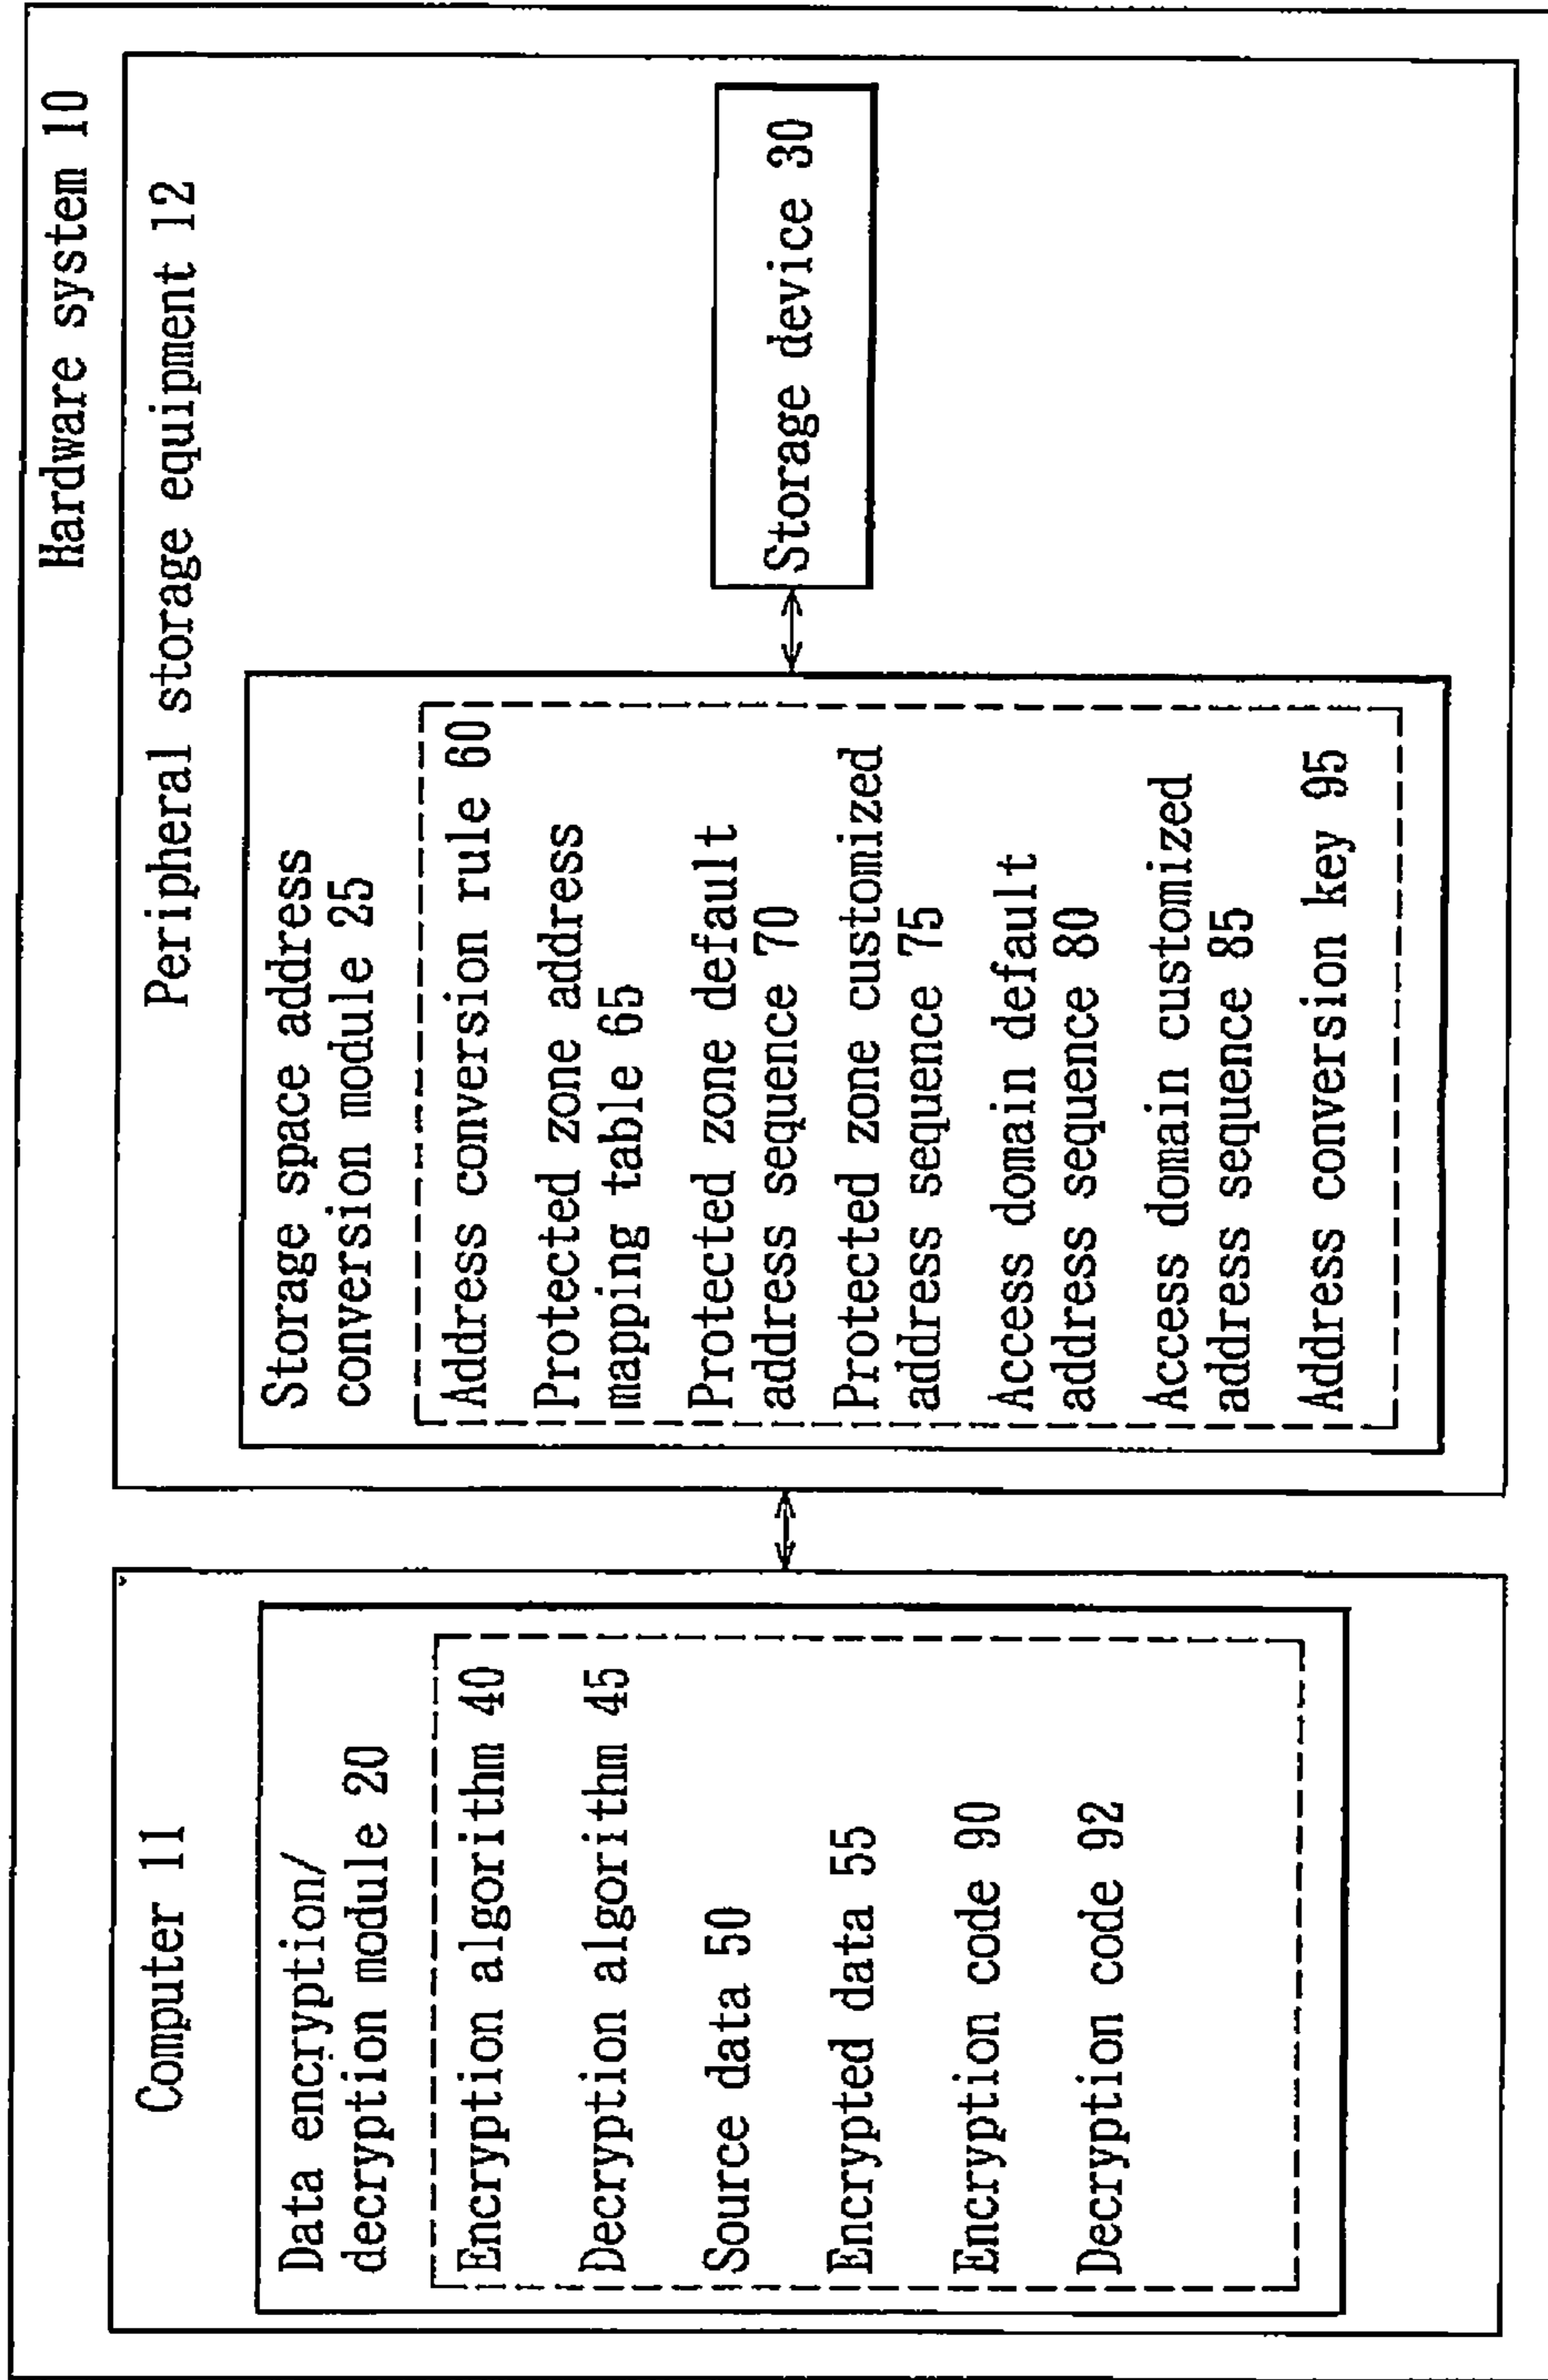 Hardware system 10
Computer 11
Data encryption/
decryption module 20
Encryption algorithm 40
Decryption algorithm 45
Source data 50
Encrypted data 55
Encryption code 90
Decryption code 92
Peripheral storage equipment 12
Storage space address
conversion module 25
Address conversion rule 60
Protected zone address
mapping table 65
Protected zone default
address sequence 70
Protected zone customized
address sequence 75
Access domain default
address sequence 80
Access domain customized
address sequence 85
Address conversion key 95
Storage device 30